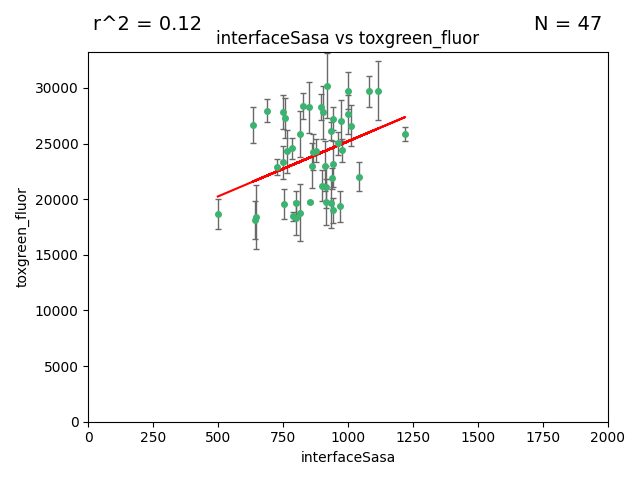 r^2 = 0.12
N = 47
interfaceSasa vs toxgreen_fluor
30000
25000
20000
15000
10000
5000
0
toxgreen_fluor
0 250 500 750 1000 1250 1500 1750 2000
interfaceSasa